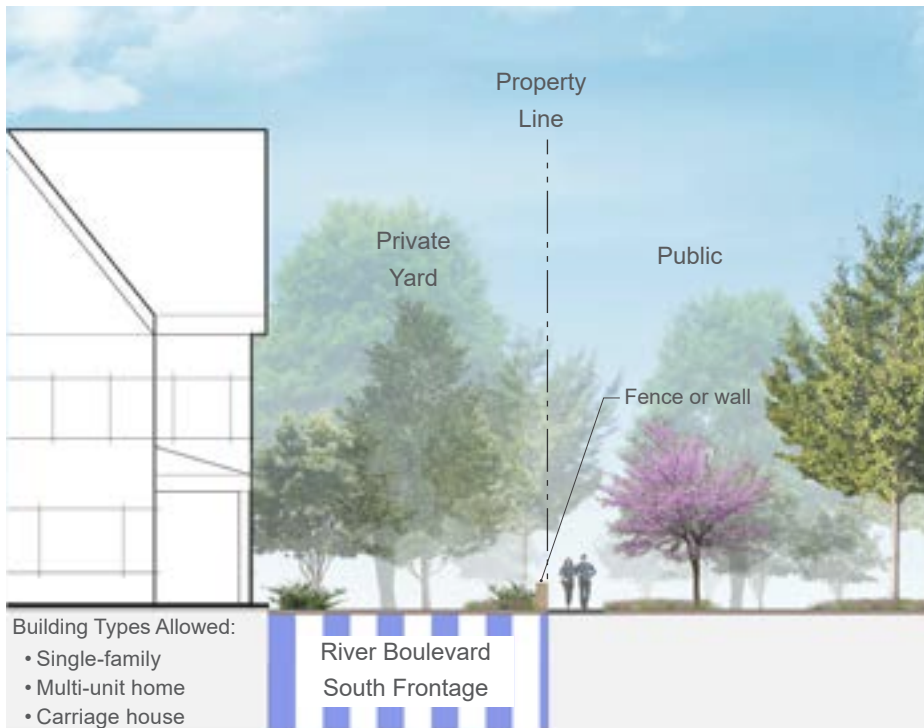 Property
Line
Private
Yard
Public
Fence or wall
Building Types Allowed:
• Single-family
• Multi-unit home
• Carriage house
River Boulevard
South Frontage